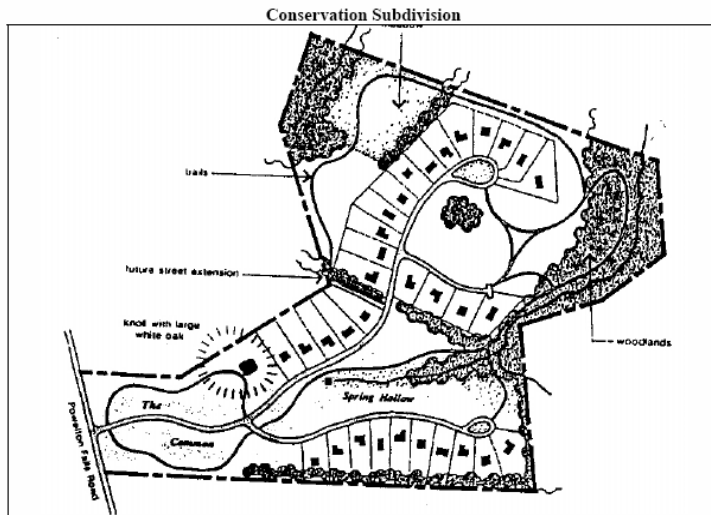 Conservation Subdivision
meadow
trails
future street extension
knoll with large
white oak
woodlands
The
Spring Hollow
Common
Powelton Falls Road